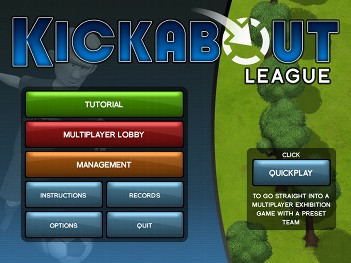 KICKABOUT
LEAGUE
TUTORIAL
MULTIPLAYER LOBBY
MANAGEMENT
INSTRUCTIONS
RECORDS
OPTIONS
QUIT
CLICK
QUICKPLAY
TO GO STRAIGHT INTO A
MULTIPLAYER EXHIBITION
GAME WITH A PRESET
TEAM